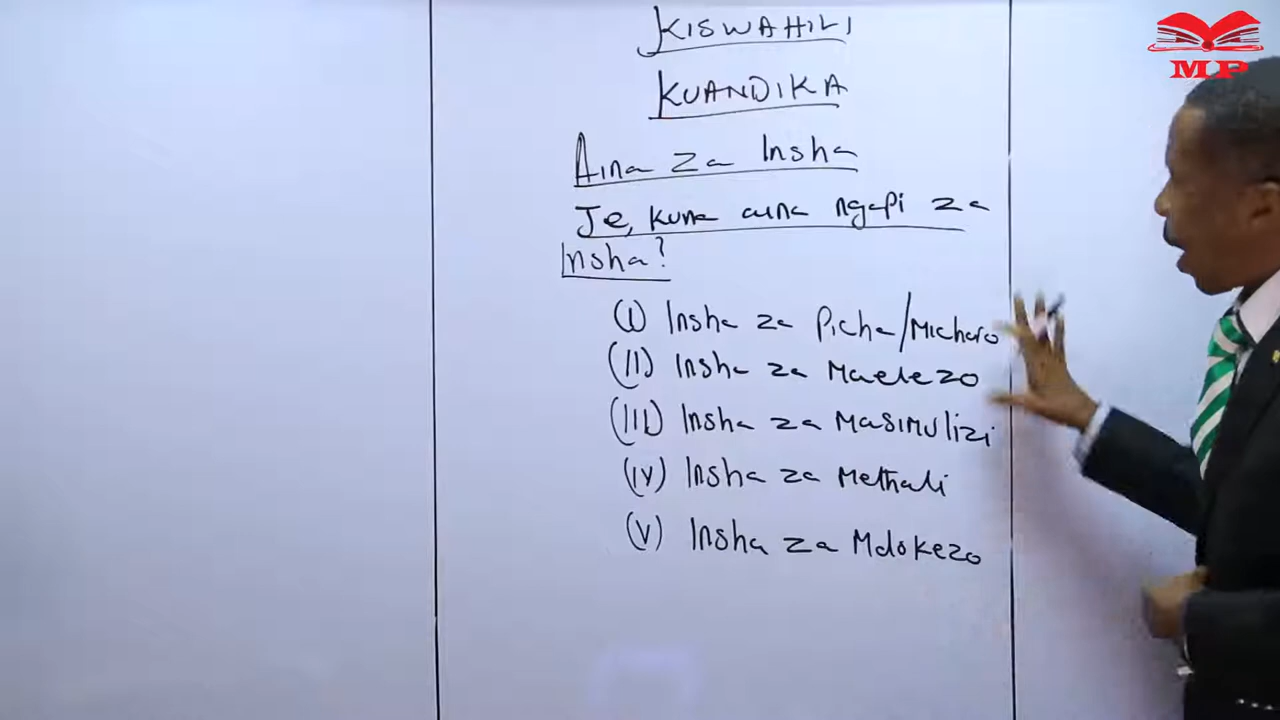 KISWAHILI
KUANDIKA
Aina za Insha
Je, kuna aina ngapi za
Insha?
(I) Insha za Picha/Michoro
(II) Insha za Maelezo
(III) Insha za Masimulizi
(IV) Insha za Methali
(V) Insha za Mdokezo
MP